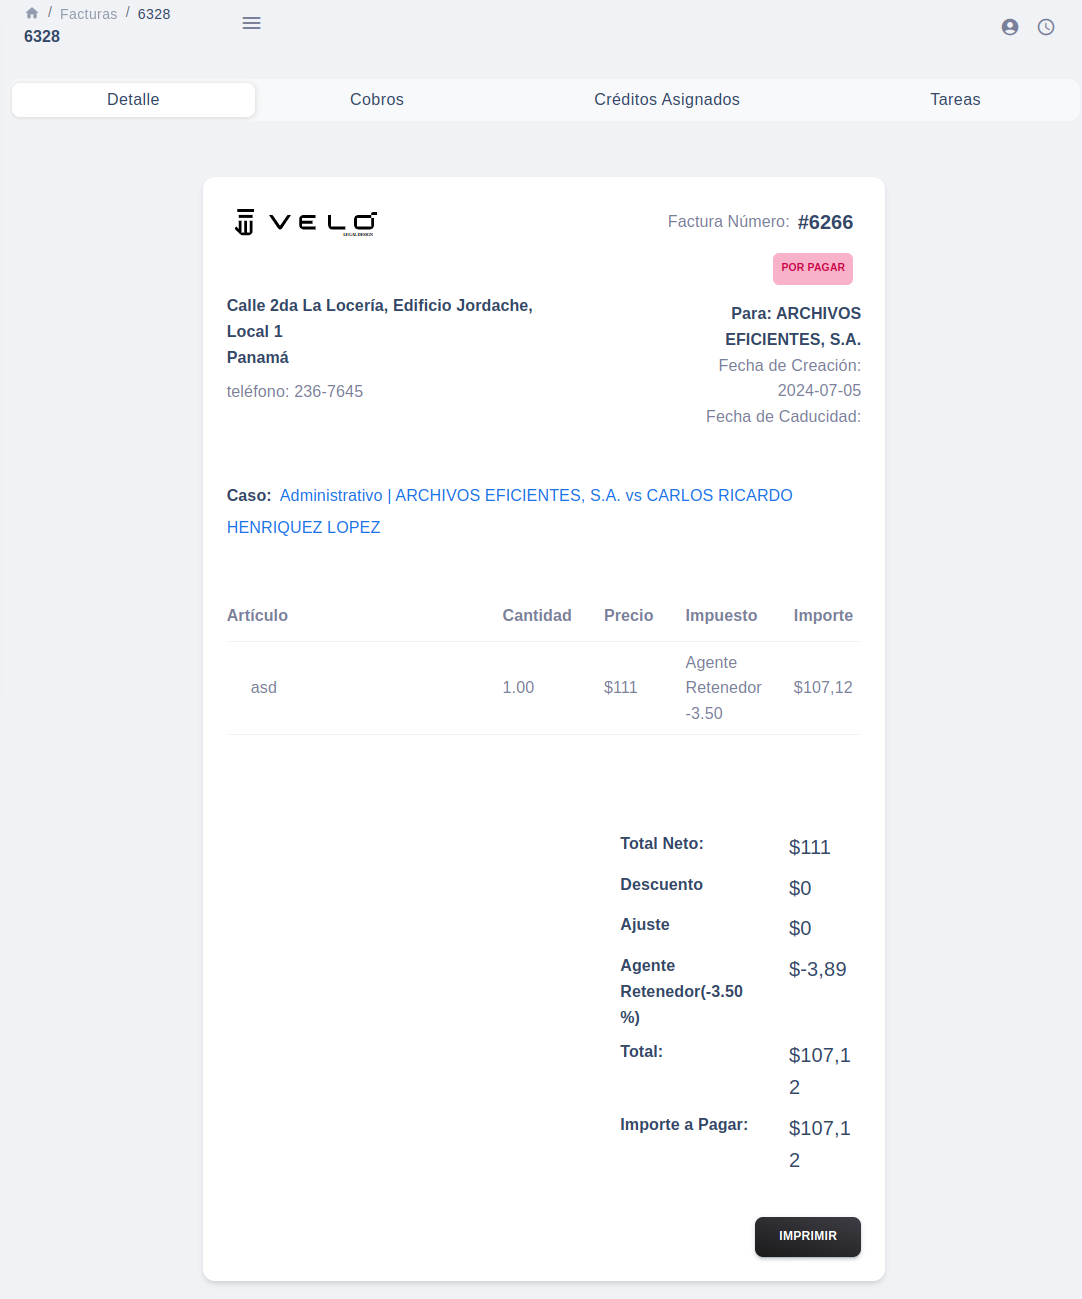 / Facturas / 6328
6328
Detalle
Cobros
Créditos Asignados
Tareas
VELO
LEGAL DESIGN
Factura Número: #6266
POR PAGAR
Calle 2da La Locería, Edificio Jordache,
Local 1
Panamá
teléfono: 236-7645
Para: ARCHIVOS
EFICIENTES, S.A.
Fecha de Creación:
2024-07-05
Fecha de Caducidad:
Caso: Administrativo | ARCHIVOS EFICIENTES, S.A. vs CARLOS RICARDO
HENRIQUEZ LOPEZ
Artículo Cantidad Precio Impuesto Importe
asd 1.00 $111 Agente
Retenedor
-3.50 $107,12
Total Neto: $111
Descuento $0
Ajuste $0
Agente
Retenedor(-3.50
%) $-3,89
Total: $107,1
2
Importe a Pagar: $107,1
2
IMPRIMIR